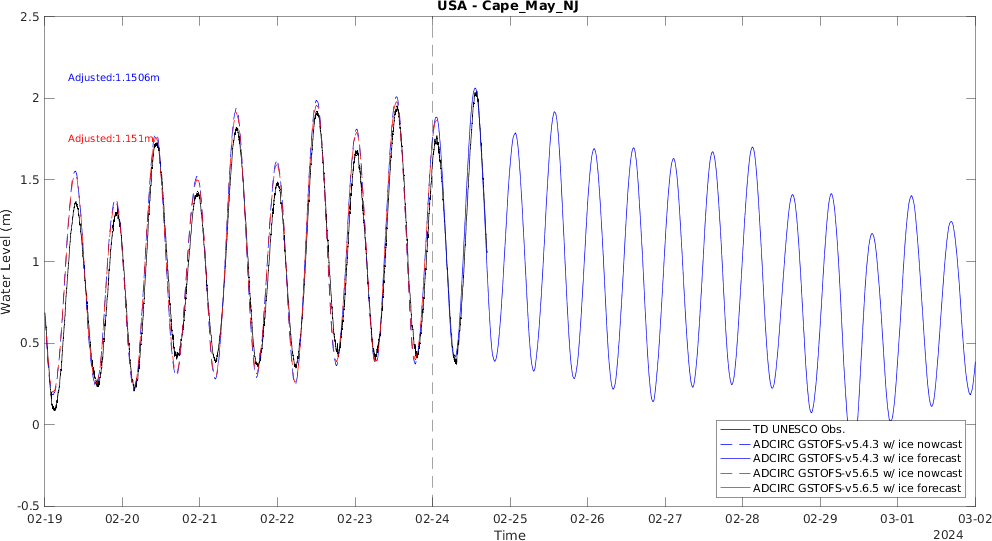 USA - Cape_May_NJ
2.5
2
1.5
1
0.5
0
-0.5
Water Level (m)
Adjusted:1.1506m
Adjusted:1.151m
TD UNESCO Obs.
ADCIRC GSTOFS-v5.4.3 w/ ice nowcast
ADCIRC GSTOFS-v5.4.3 w/ ice forecast
ADCIRC GSTOFS-v5.6.5 w/ ice nowcast
ADCIRC GSTOFS-v5.6.5 w/ ice forecast
02-19 02-20 02-21 02-22 02-23 02-24 02-25 02-26 02-27 02-28 02-29 03-01 03-02
Time
2024